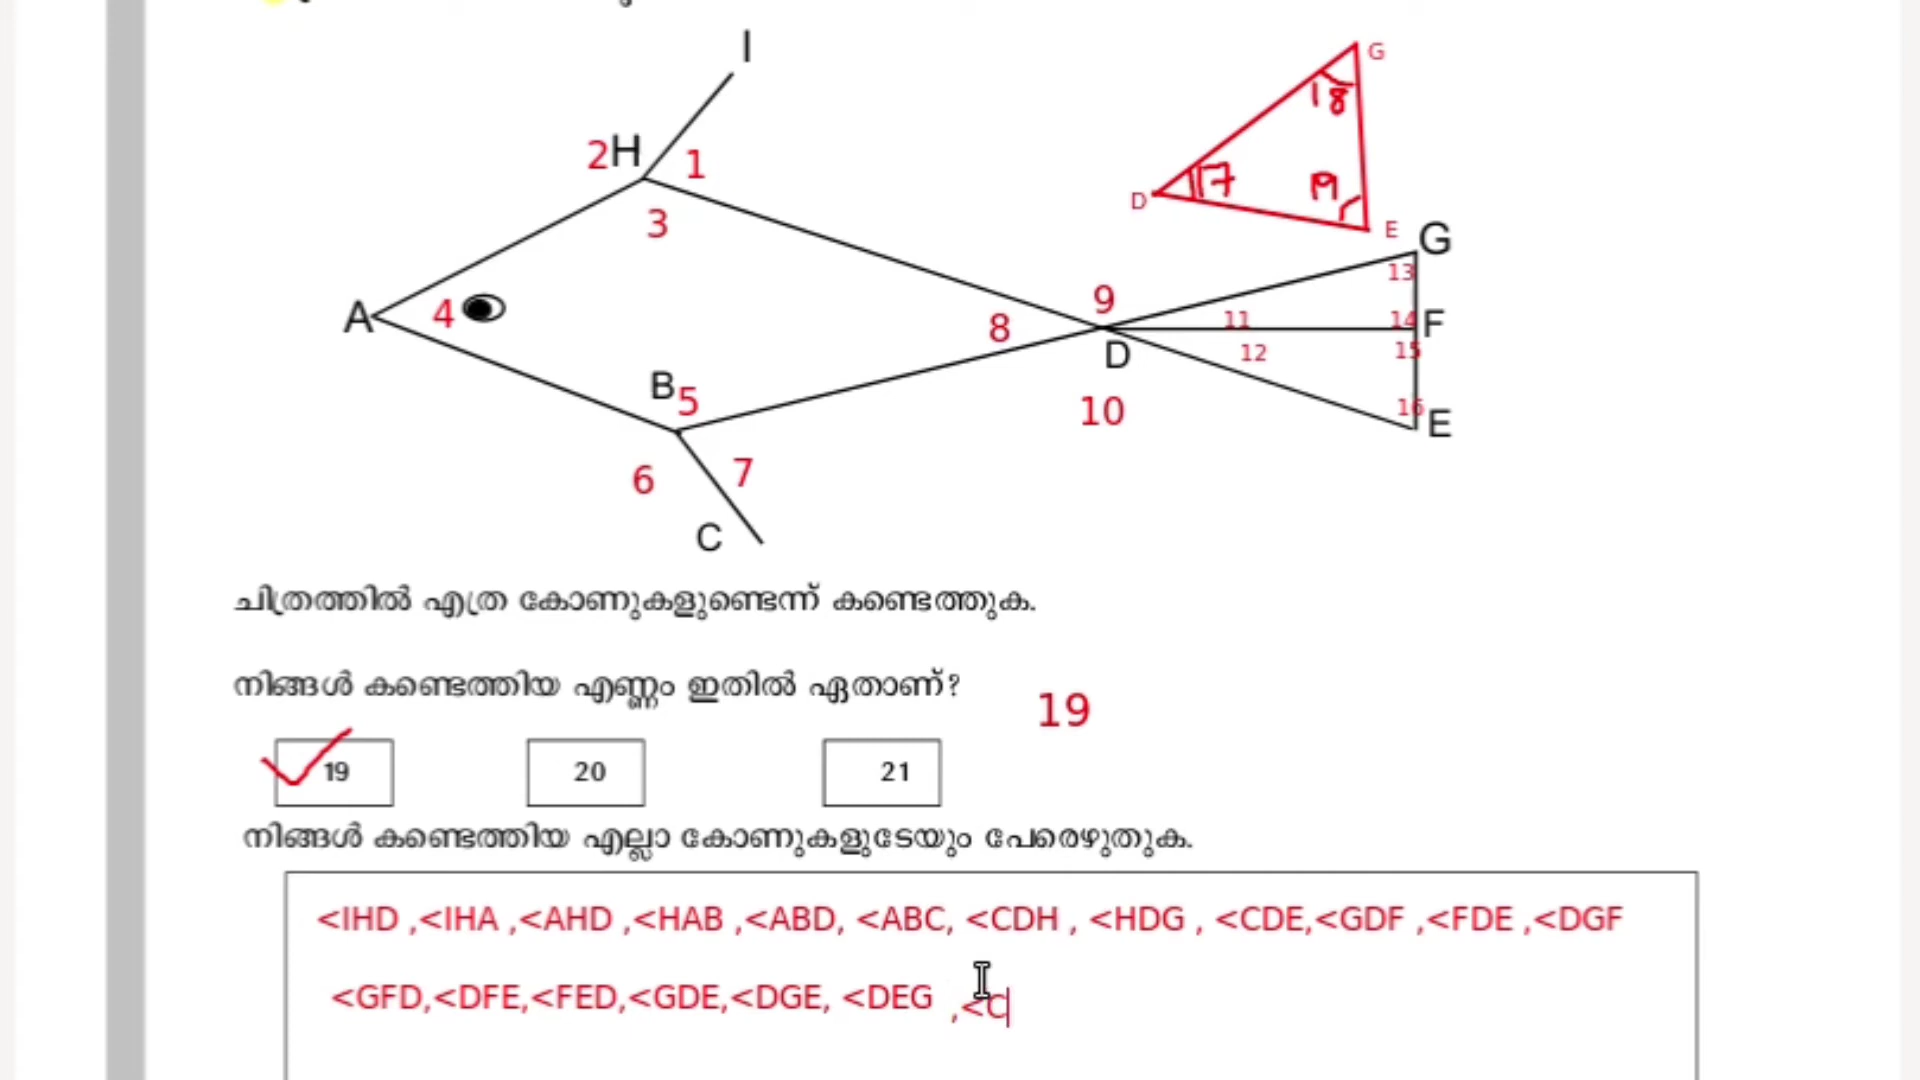 I
G
18
2H 1
17 19
D
E
3
G
13
9
A 4
8
11 14 F
D
12 15
B 5
10
16 E
6 7
C
ചിത്രത്തിൽ എത്ര കോണുകളുണ്ടെന്ന് കണ്ടെത്തുക.
നിങ്ങൾ കണ്ടെത്തിയ എണ്ണം ഇതിൽ ഏതാണ്?
19
19 20 21
നിങ്ങൾ കണ്ടെത്തിയ എല്ലാ കോണുകളുടേയും പേരെഴുതുക.
<IHD ,<IHA ,<AHD ,<HAB ,<ABD, <ABC, <CDH , <HDG , <CDE,<GDF ,<FDE ,<DGF
<GFD,<DFE,<FED,<GDE,<DGE, <DEG ,<C